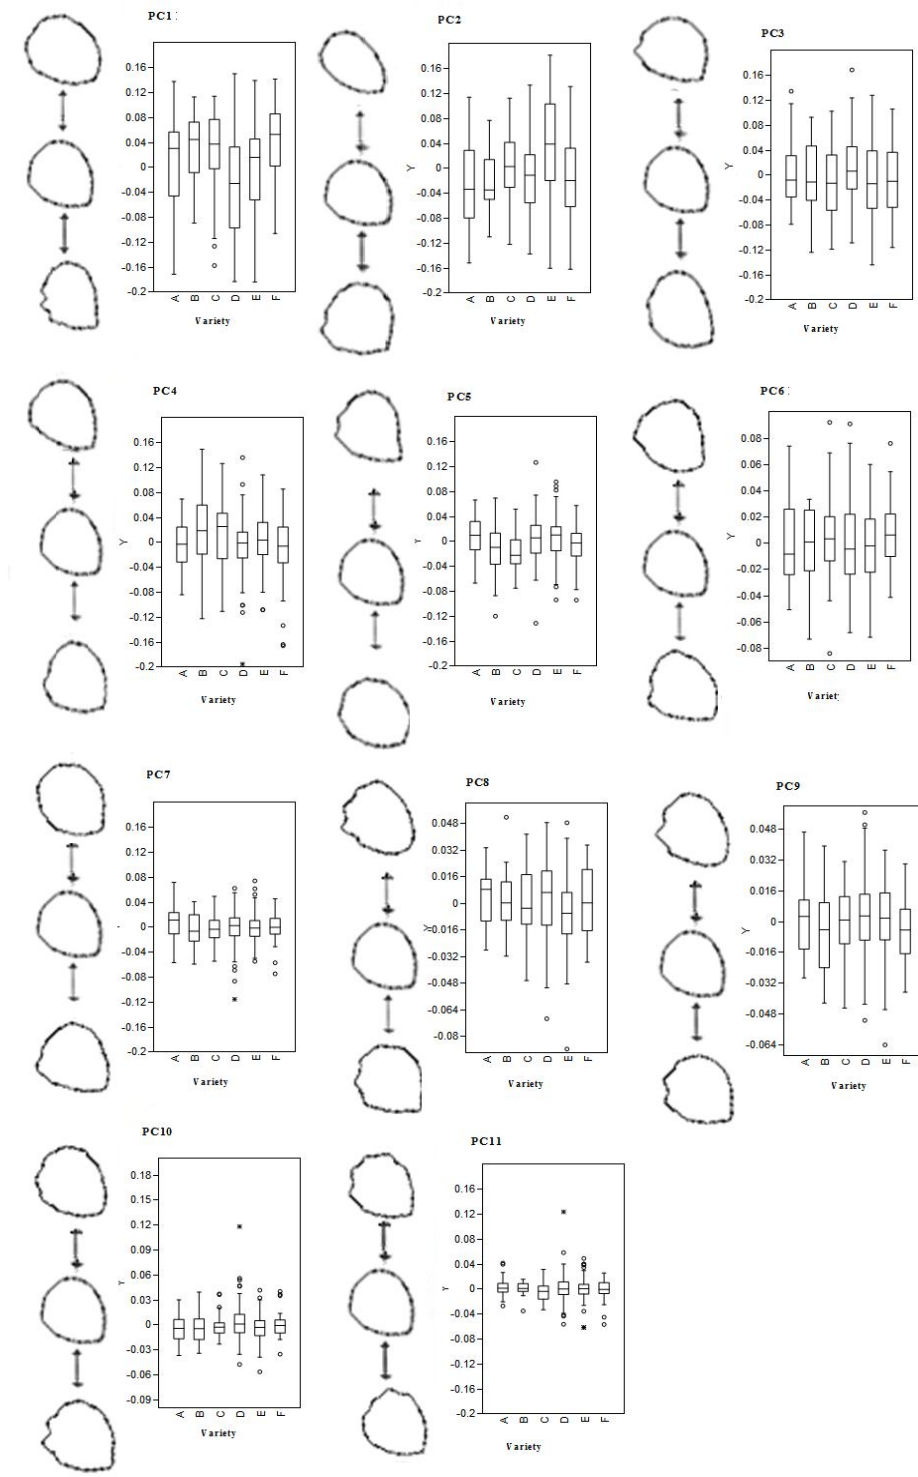 PC1 :
0.16
0.12
0.08
0.04
0
-0.04
-0.08
-0.12
-0.16
-0.2
A B C D E F
Variety
PC2
0.16
0.12
0.08
0.04
0
-0.04
-0.08
-0.12
-0.16
-0.2
Y
A B C D E F
Variety
PC3
0.16
0.12
0.08
0.04
0
-0.04
-0.08
-0.12
-0.16
-0.2
Y
A B C D E F
Variety
PC4
0.16
0.12
0.08
0.04
0
-0.04
-0.08
-0.12
-0.16
-0.2
Y
A B C D E F
Variety
PC5
0.16
0.12
0.08
0.04
0
-0.04
-0.08
-0.12
-0.16
-0.2
Y
A B C D E F
Variety
PC6 :
0.08
0.06
0.04
0.02
0
-0.02
-0.04
-0.06
-0.08
Y
A B C D E F
Variety
PC7
0.16
0.12
0.08
0.04
0
-0.04
-0.08
-0.12
-0.16
-0.2
A B C D E F
Variety
PC8
0.048
0.032
0.016
0
-0.016
-0.032
-0.048
-0.064
-0.08
Y
A B C D E F
Variety
PC9
0.048
0.032
0.016
0
-0.016
-0.032
-0.048
-0.064
Y
A B C D E F
Variety
PC10
0.18
0.15
0.12
0.09
0.06
0.03
0
-0.03
-0.06
-0.09
Y
A B C D E F
Variety
PC11
0.16
0.12
0.08
0.04
0
-0.04
-0.08
-0.12
-0.16
-0.2
Y
A B C D E F
Variety